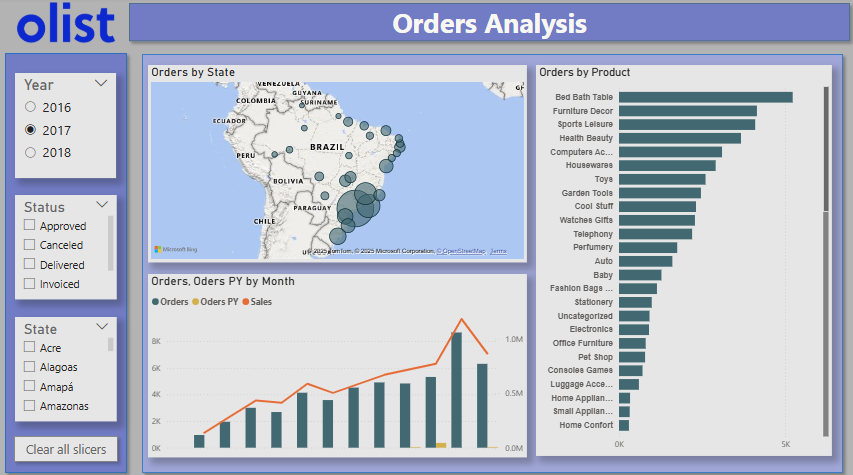 olist
Orders Analysis
Year
2016
2017
2018
Status
Approved
Canceled
Delivered
Invoiced
State
Acre
Alagoas
Amapá
Amazonas
Clear all slicers
Orders by State
VENEZUELA
GUYANA
SURINAME
COLOMBIA
ECUADOR
PERU
BRAZIL
BOLIVIA
PARAGUAY
CHILE
Microsoft Bing
© 2025 TomTom, © 2025 Microsoft Corporation, © OpenStreetMap Terms
Orders, Oders PY by Month
Orders Oders PY Sales
8K
6K
4K
2K
0K
1.0M
0.5M
0.0M
Orders by Product
Bed Bath Table
Furniture Decor
Sports Leisure
Health Beauty
Computers Ac...
Housewares
Toys
Garden Tools
Cool Stuff
Watches Gifts
Telephony
Perfumery
Auto
Baby
Fashion Bags ...
Stationery
Uncategorized
Electronics
Office Furniture
Pet Shop
Consoles Games
Luggage Acce...
Home Applian...
Small Applian...
Home Confort
0K 5K